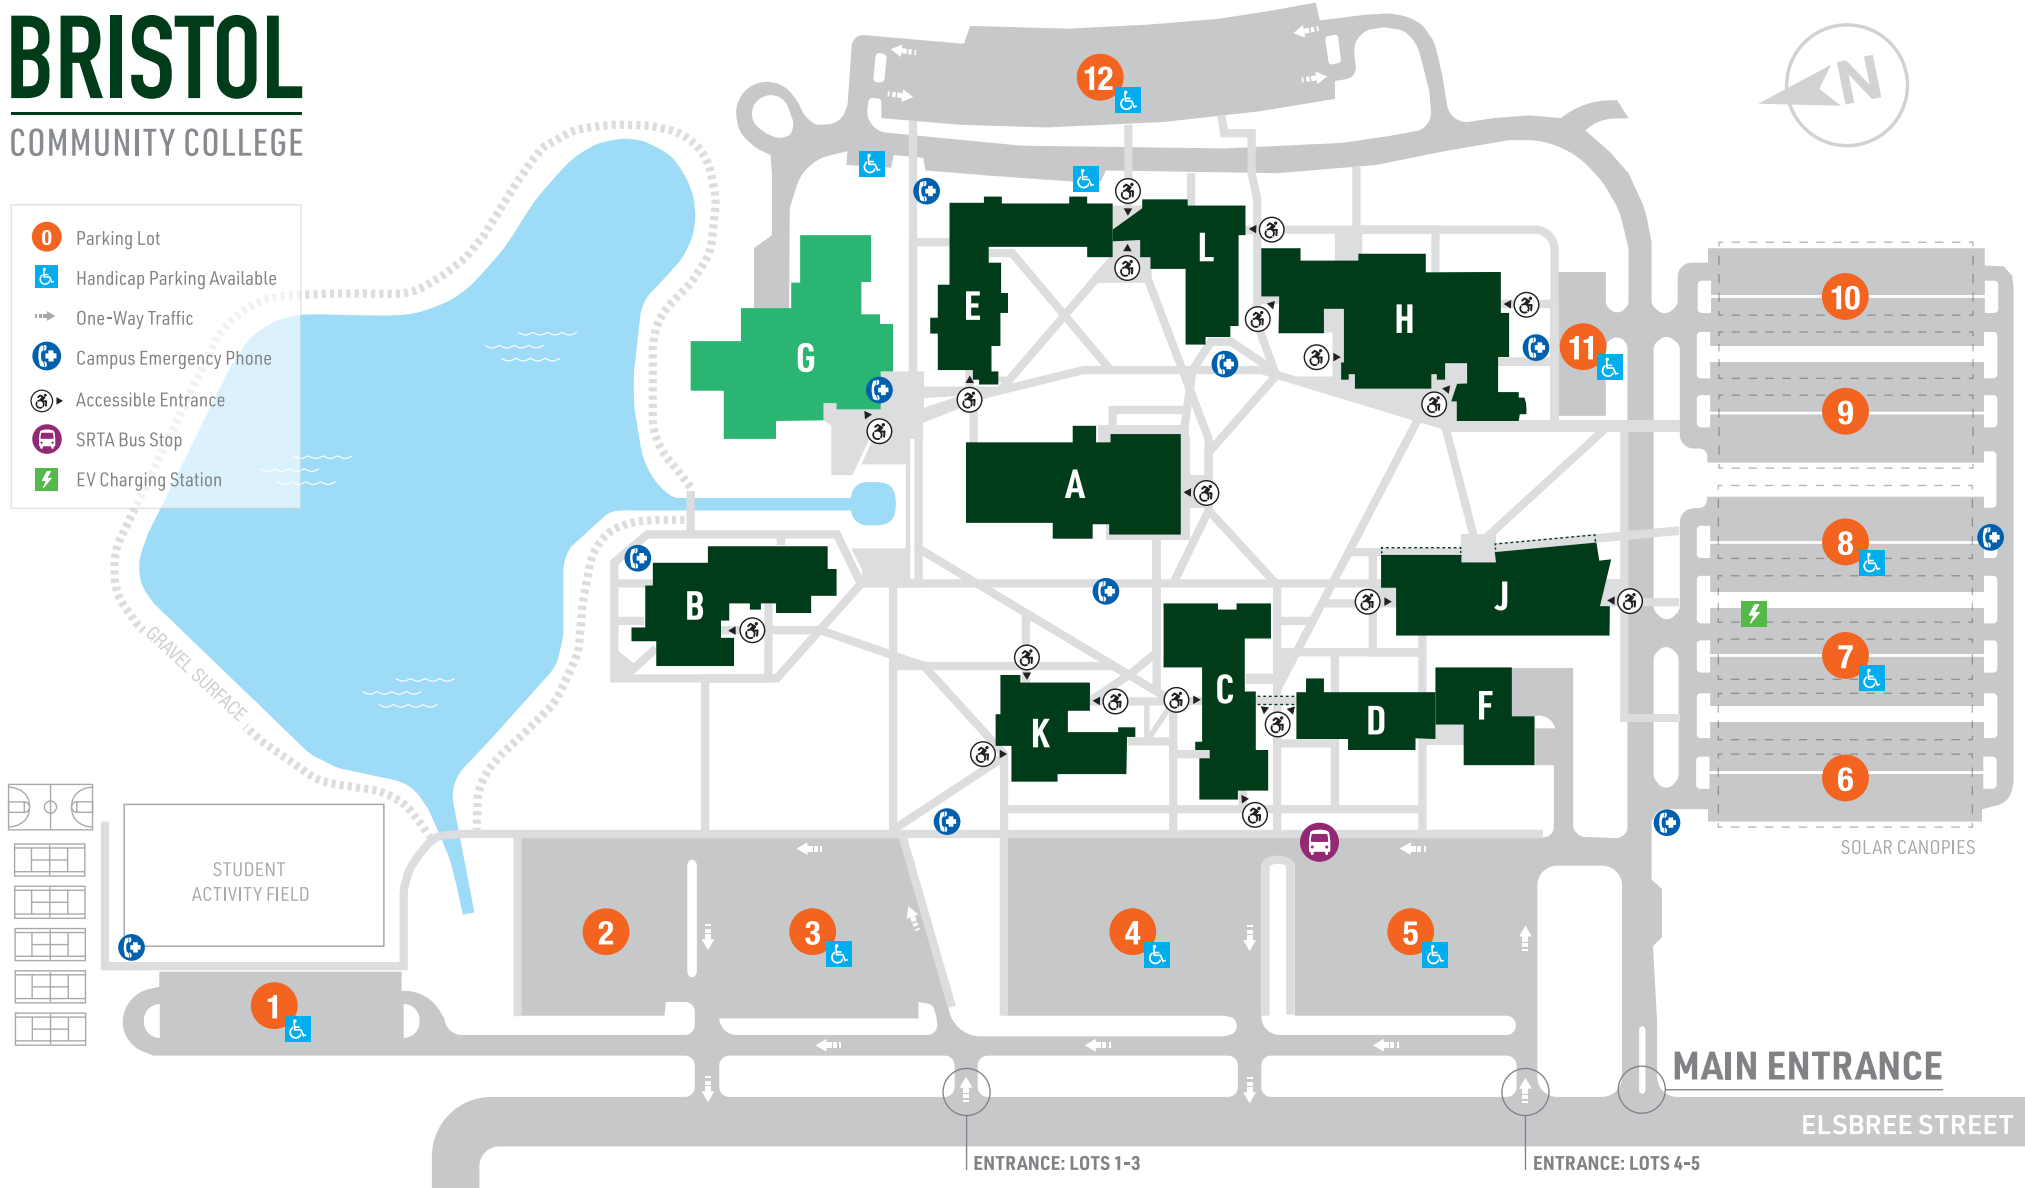 BRISTOL
COMMUNITY COLLEGE
0 Parking Lot
Handicap Parking Available
One-Way Traffic
Campus Emergency Phone
Accessible Entrance
SRTA Bus Stop
EV Charging Station
12
N
L
E
H
G
10
11
9
A
8
B
J
7
GRAVEL SURFACE
C
K
D
F
6
SOLAR CANOPIES
STUDENT
ACTIVITY FIELD
2
3
4
5
1
MAIN ENTRANCE
ELSBREE STREET
ENTRANCE: LOTS 1-3
ENTRANCE: LOTS 4-5